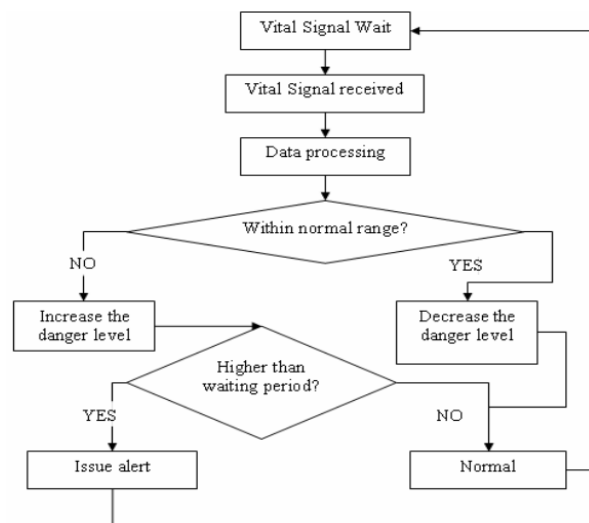 Vital Signal Wait
Vital Signal received
Data processing
Within normal range?
NO
YES
Increase the
danger level
Decrease the
danger level
Higher than
waiting period?
YES
NO
Issue alert
Normal